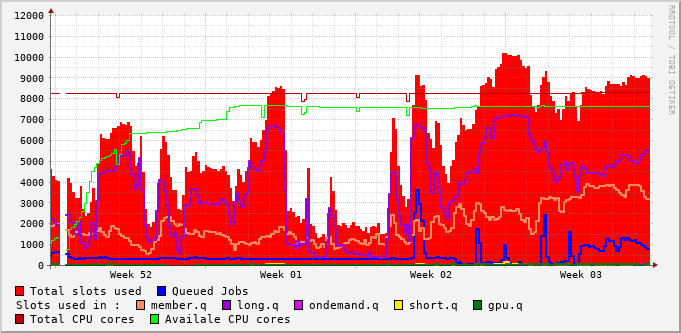 12000
11000
10000
9000
8000
7000
6000
5000
4000
3000
2000
1000
0
Week 52 Week 01 Week 02 Week 03
RRDTOOL / TOBI OETIKER
Total slots used Queued Jobs
Slots used in : member.q long.q ondemand.q short.q gpu.q
Total CPU cores Availale CPU cores